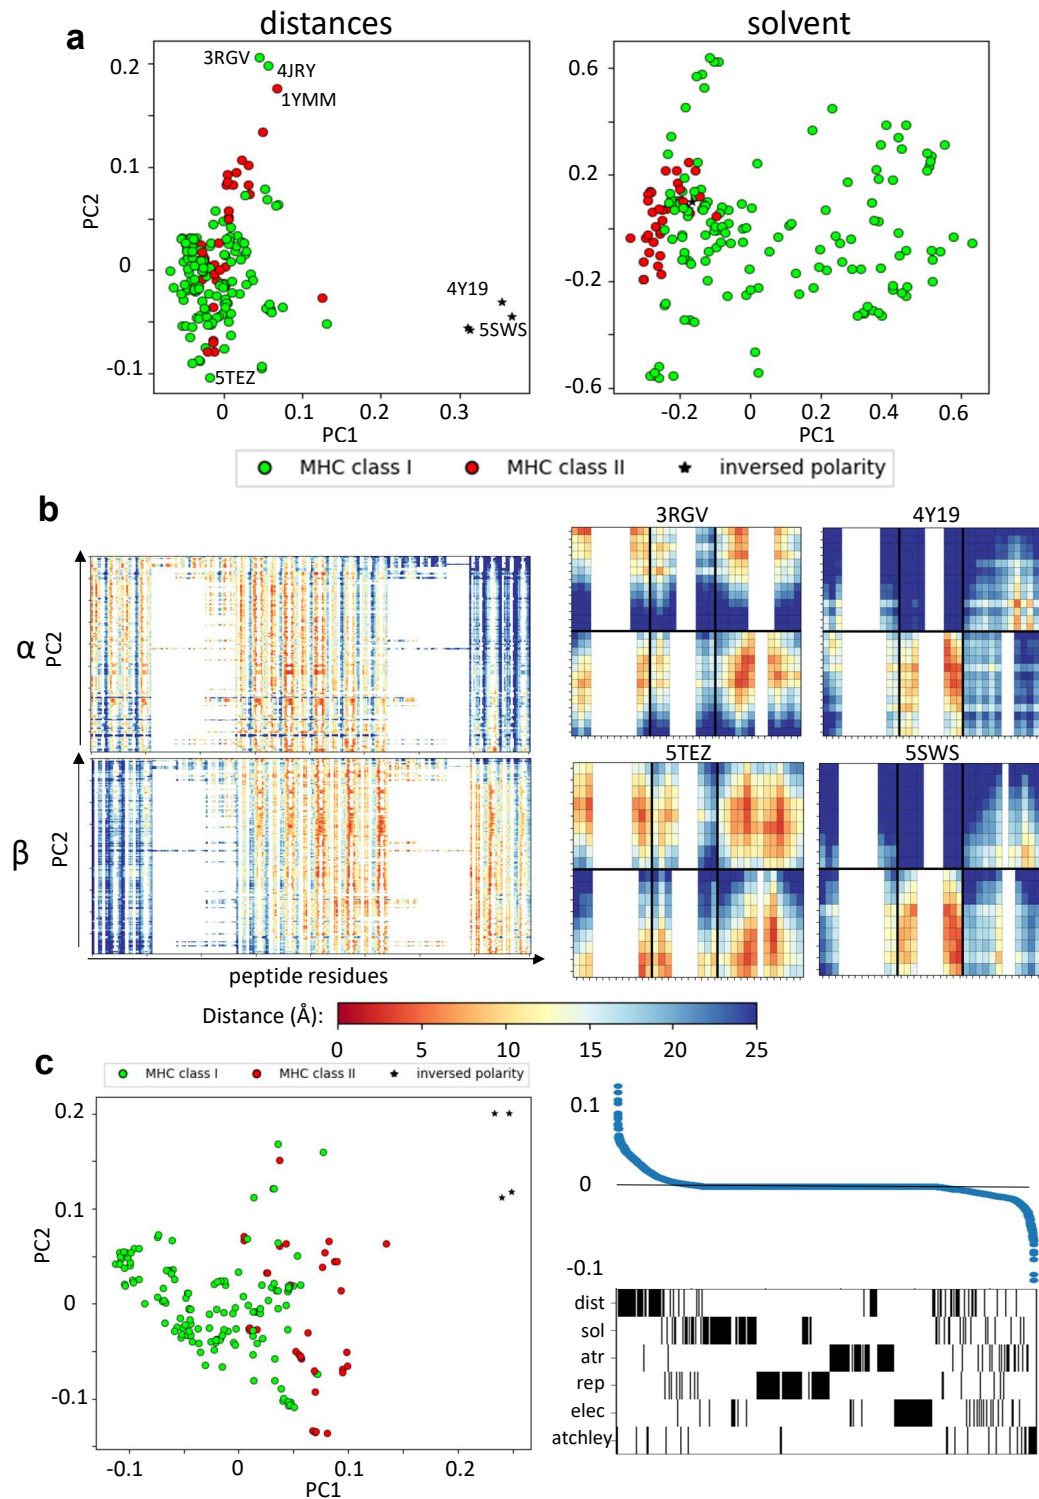 a
distances
solvent
3RGV
4JRY
1YMM
4Y19
5SWS
5TEZ
0.2
0.1
0
-0.1
PC2
0
0.1
0.2
0.3
PC1
0.6
0.2
-0.2
-0.6
-0.2
0
0.2
0.4
0.6
PC1
MHC class I
MHC class II
inversed polarity
b
3RGV
4Y19
α
PC2
5TEZ
5SWS
β
PC2
peptide residues
Distance (Å):
0
5
10
15
20
25
c
MHC class I
MHC class II
inversed polarity
0.2
0.1
0
-0.1
PC2
-0.1
0
0.1
0.2
PC1
0.1
0
-0.1
dist
sol
atr
rep
elec
atchley